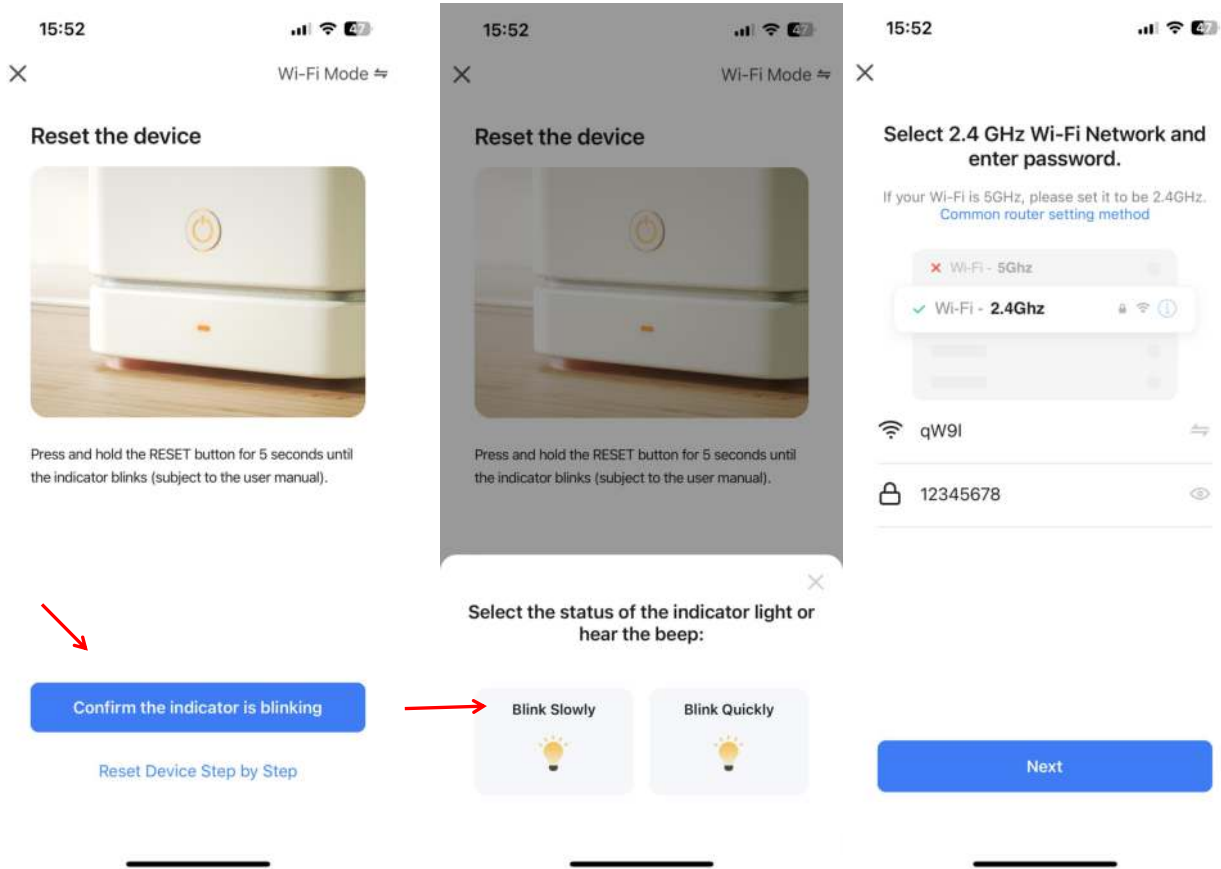 15:52
47
Wi-Fi Mode
Reset the device
Press and hold the RESET button for 5 seconds until
the indicator blinks (subject to the user manual).
Confirm the indicator is blinking
Reset Device Step by Step
15:52
47
Wi-Fi Mode
Reset the device
Press and hold the RESET button for 5 seconds until
the indicator blinks (subject to the user manual).
Select the status of the indicator light or
hear the beep:
Blink Slowly
Blink Quickly
15:52
47
Select 2.4 GHz Wi-Fi Network and
enter password.
If your Wi-Fi is 5GHz, please set it to be 2.4GHz.
Common router setting method
Wi-Fi - 5Ghz
Wi-Fi - 2.4Ghz
qW9l
12345678
Next